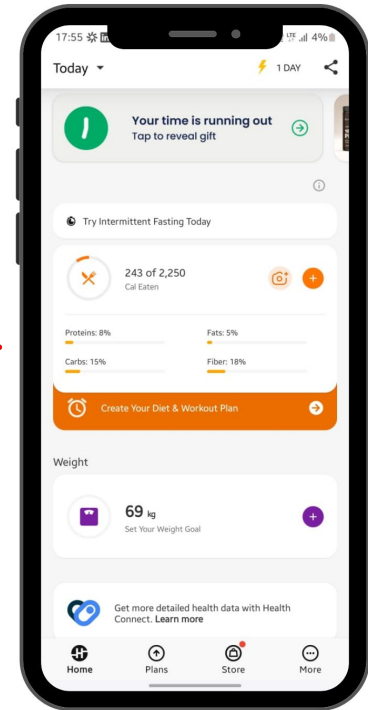 17:55
LTE 4%
Today
1 DAY
Your time is running out
Tap to reveal gift
Try Intermittent Fasting Today
243 of 2,250
Cal Eaten
Proteins: 8%
Fats: 5%
Carbs: 15%
Fiber: 18%
Create Your Diet & Workout Plan
Weight
69 kg
Set Your Weight Goal
Get more detailed health data with Health
Connect. Learn more
Home
Plans
Store
More